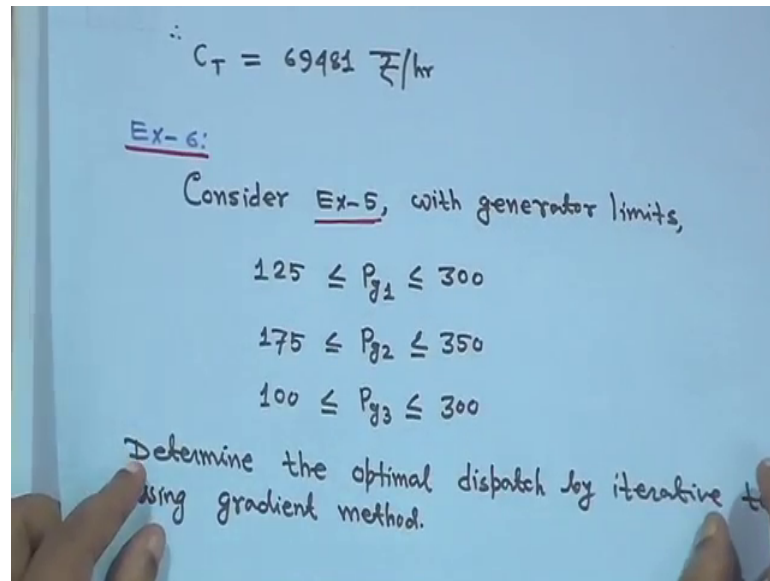 ∴
C_T = 69481 ₹/hr
Ex-6:
Consider Ex-5, with generator limits,
125 ≤ P_g1 ≤ 300
175 ≤ P_g2 ≤ 350
100 ≤ P_g3 ≤ 300
Determine the optimal dispatch by iterative
using gradient method.